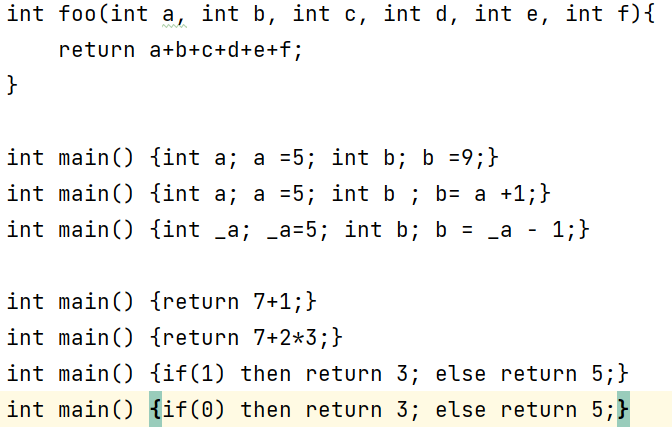 int foo(int a, int b, int c, int d, int e, int f){
    return a+b+c+d+e+f;
}

int main() {int a; a =5; int b; b =9;}
int main() {int a; a =5; int b ; b= a +1;}
int main() {int _a; _a=5; int b; b = _a - 1;}

int main() {return 7+1;}
int main() {return 7+2*3;}
int main() {if(1) then return 3; else return 5;}
int main() {if(0) then return 3; else return 5;}